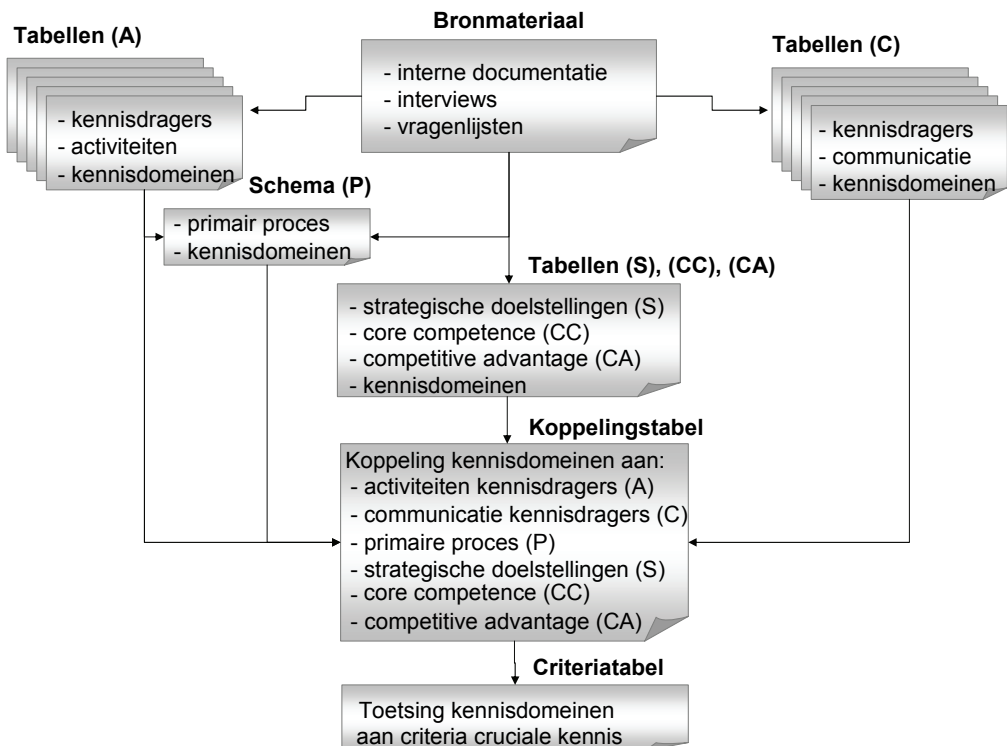 Bronmateriaal
- interne documentatie
- interviews
- vragenlijsten
Tabellen (A)
- kennisdragers
- activiteiten
- kennisdomeinen
Tabellen (C)
- kennisdragers
- communicatie
- kennisdomeinen
Schema (P)
- primair proces
- kennisdomeinen
Tabellen (S), (CC), (CA)
- strategische doelstellingen (S)
- core competence (CC)
- competitive advantage (CA)
- kennisdomeinen
Koppelingstabel
Koppeling kennisdomeinen aan:
- activiteiten kennisdragers (A)
- communicatie kennisdragers (C)
- primaire proces (P)
- strategische doelstellingen (S)
- core competence (CC)
- competitive advantage (CA)
Criteriatabel
Toetsing kennisdomeinen
aan criteria cruciale kennis